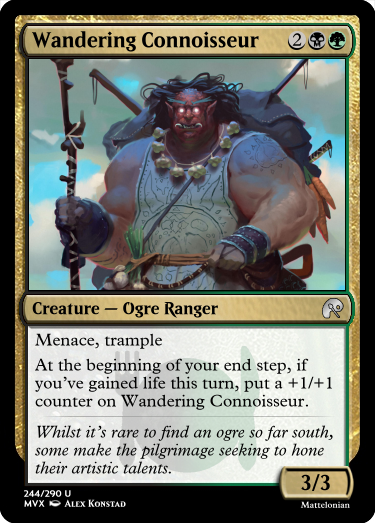 Wandering Connoisseur 2
Creature — Ogre Ranger
Menace, trample
At the beginning of your end step, if
you've gained life this turn, put a +1/+1
counter on Wandering Connoisseur.
Whilst it's rare to find an ogre so far south,
some make the pilgrimage seeking to hone
their artistic talents.
3/3
244/290 U
MVX Alex Konstad
Mattelonian